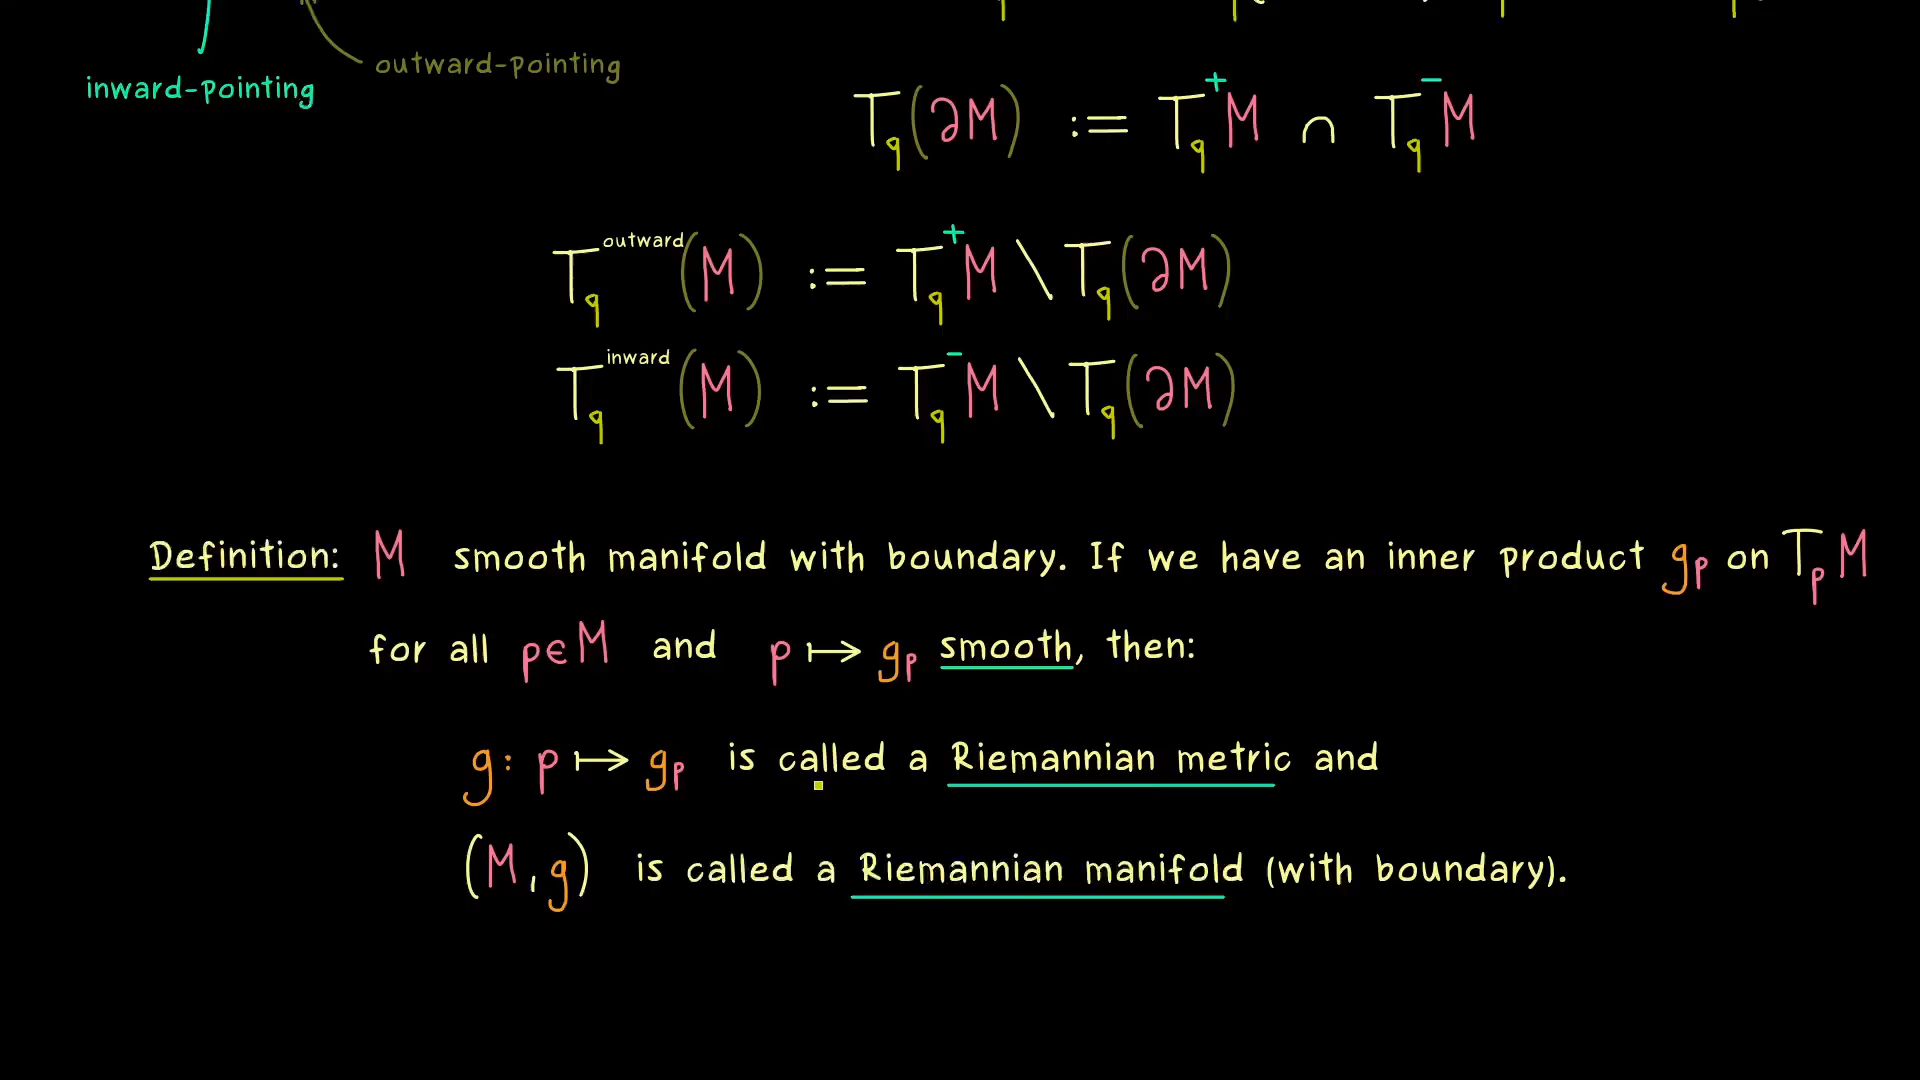 outward-pointing
inward-pointing
T_q(∂M) := T_q^+ M ∩ T_q^- M
T_q^outward(M) := T_q^+ M \ T_q(∂M)
T_q^inward(M) := T_q^- M \ T_q(∂M)
Definition: M smooth manifold with boundary. If we have an inner product g_p on T_p M
for all p∈M and p ↦ g_p smooth, then:
g: p ↦ g_p is called a Riemannian metric and
(M, g) is called a Riemannian manifold (with boundary).